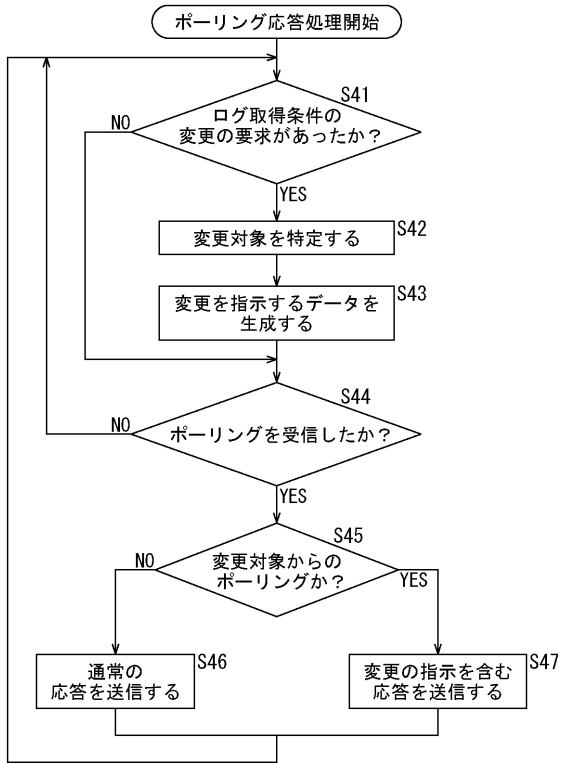 ポーリング応答処理開始
S41
ログ取得条件の
変更の要求があったか？
NO
YES
S42
変更対象を特定する
S43
変更を指示するデータを
生成する
S44
ポーリングを受信したか？
NO
YES
S45
変更対象からの
ポーリングか？
NO
YES
S46
通常の
応答を送信する
S47
変更の指示を含む
応答を送信する